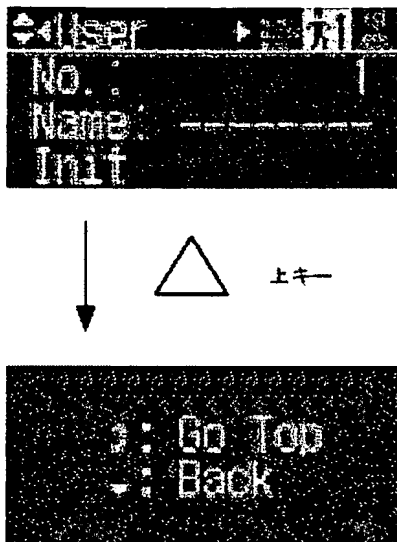 User
No.: 1
Name: -------
Init
上キー
: Go Top
: Back